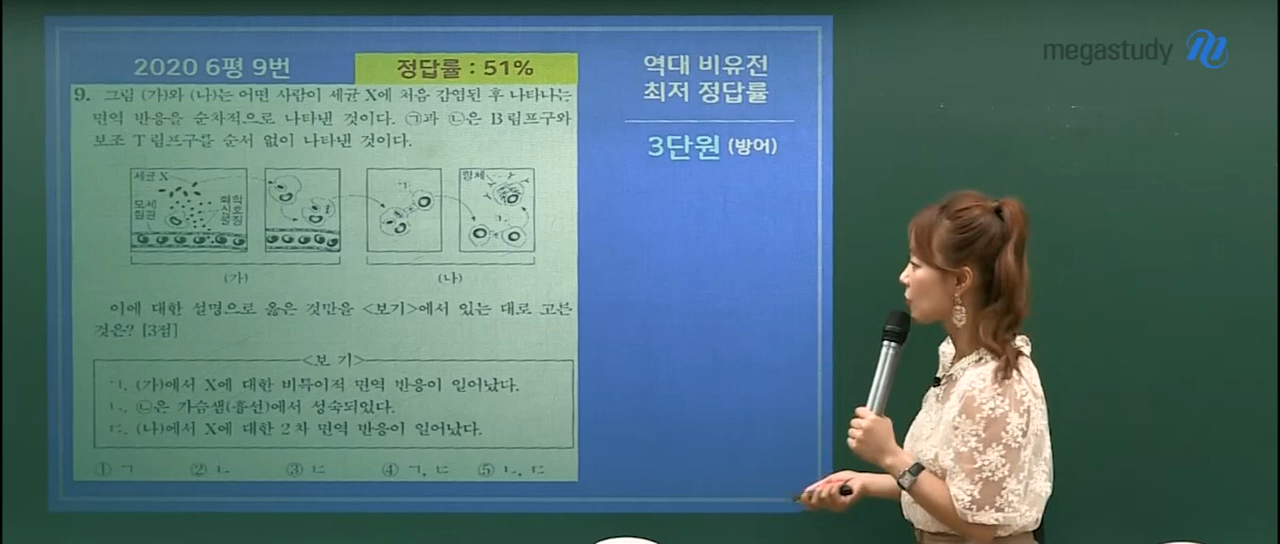 megastudy
2020 6평 9번
정답률 : 51%
역대 비유전
최저 정답률
3단원 (방어)
9. 그림 (가)와 (나)는 어떤 사람이 세균 X에 처음 감염된 후 나타나는
면역 반응을 순차적으로 나타낸 것이다. ㉠과 ㉡은 B 림프구와
보조 T 림프구를 순서 없이 나타낸 것이다.
세균 X
모세
혈관
화학
신호
물질
항체
(가)
(나)
이에 대한 설명으로 옳은 것만을 <보기>에서 있는 대로 고른
것은? [3점]
<보 기>
ㄱ. (가)에서 X에 대한 비특이적 면역 반응이 일어났다.
ㄴ. ㉡은 가슴샘(흉선)에서 성숙되었다.
ㄷ. (나)에서 X에 대한 2차 면역 반응이 일어났다.
① ㄱ ② ㄴ ③ ㄷ ④ ㄱ, ㄷ ⑤ ㄴ, ㄷ